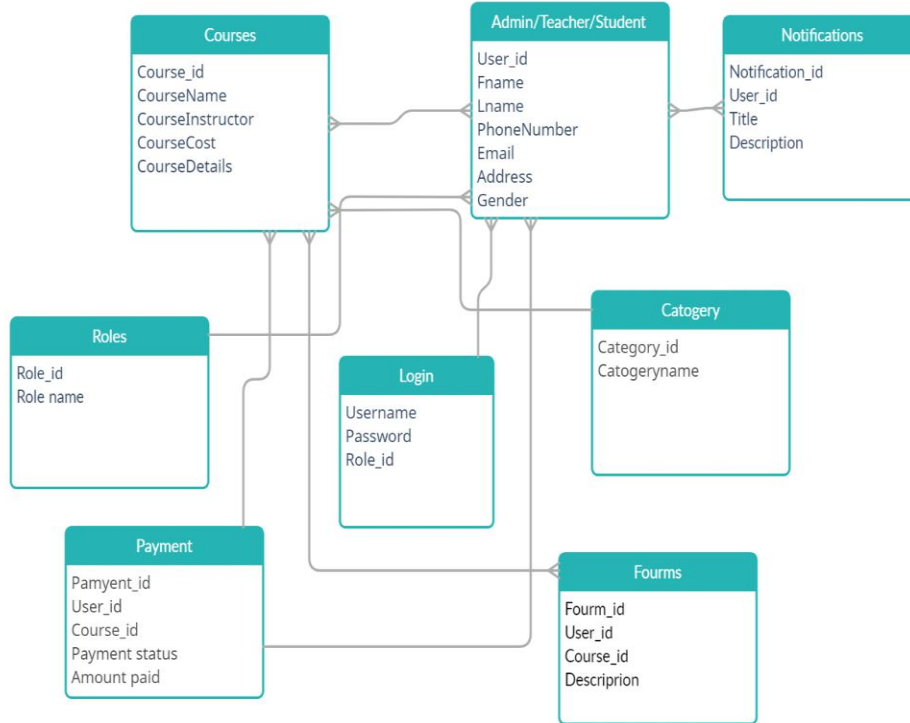 Courses
Course_id
CourseName
CourseInstructor
CourseCost
CourseDetails
Admin/Teacher/Student
User_id
Fname
Lname
PhoneNumber
Email
Address
Gender
Notifications
Notification_id
User_id
Title
Description
Roles
Role_id
Role name
Login
Username
Password
Role_id
Catogery
Category_id
Catogeryname
Payment
Pamyent_id
User_id
Course_id
Payment status
Amount paid
Fourms
Fourm_id
User_id
Course_id
Descriprion